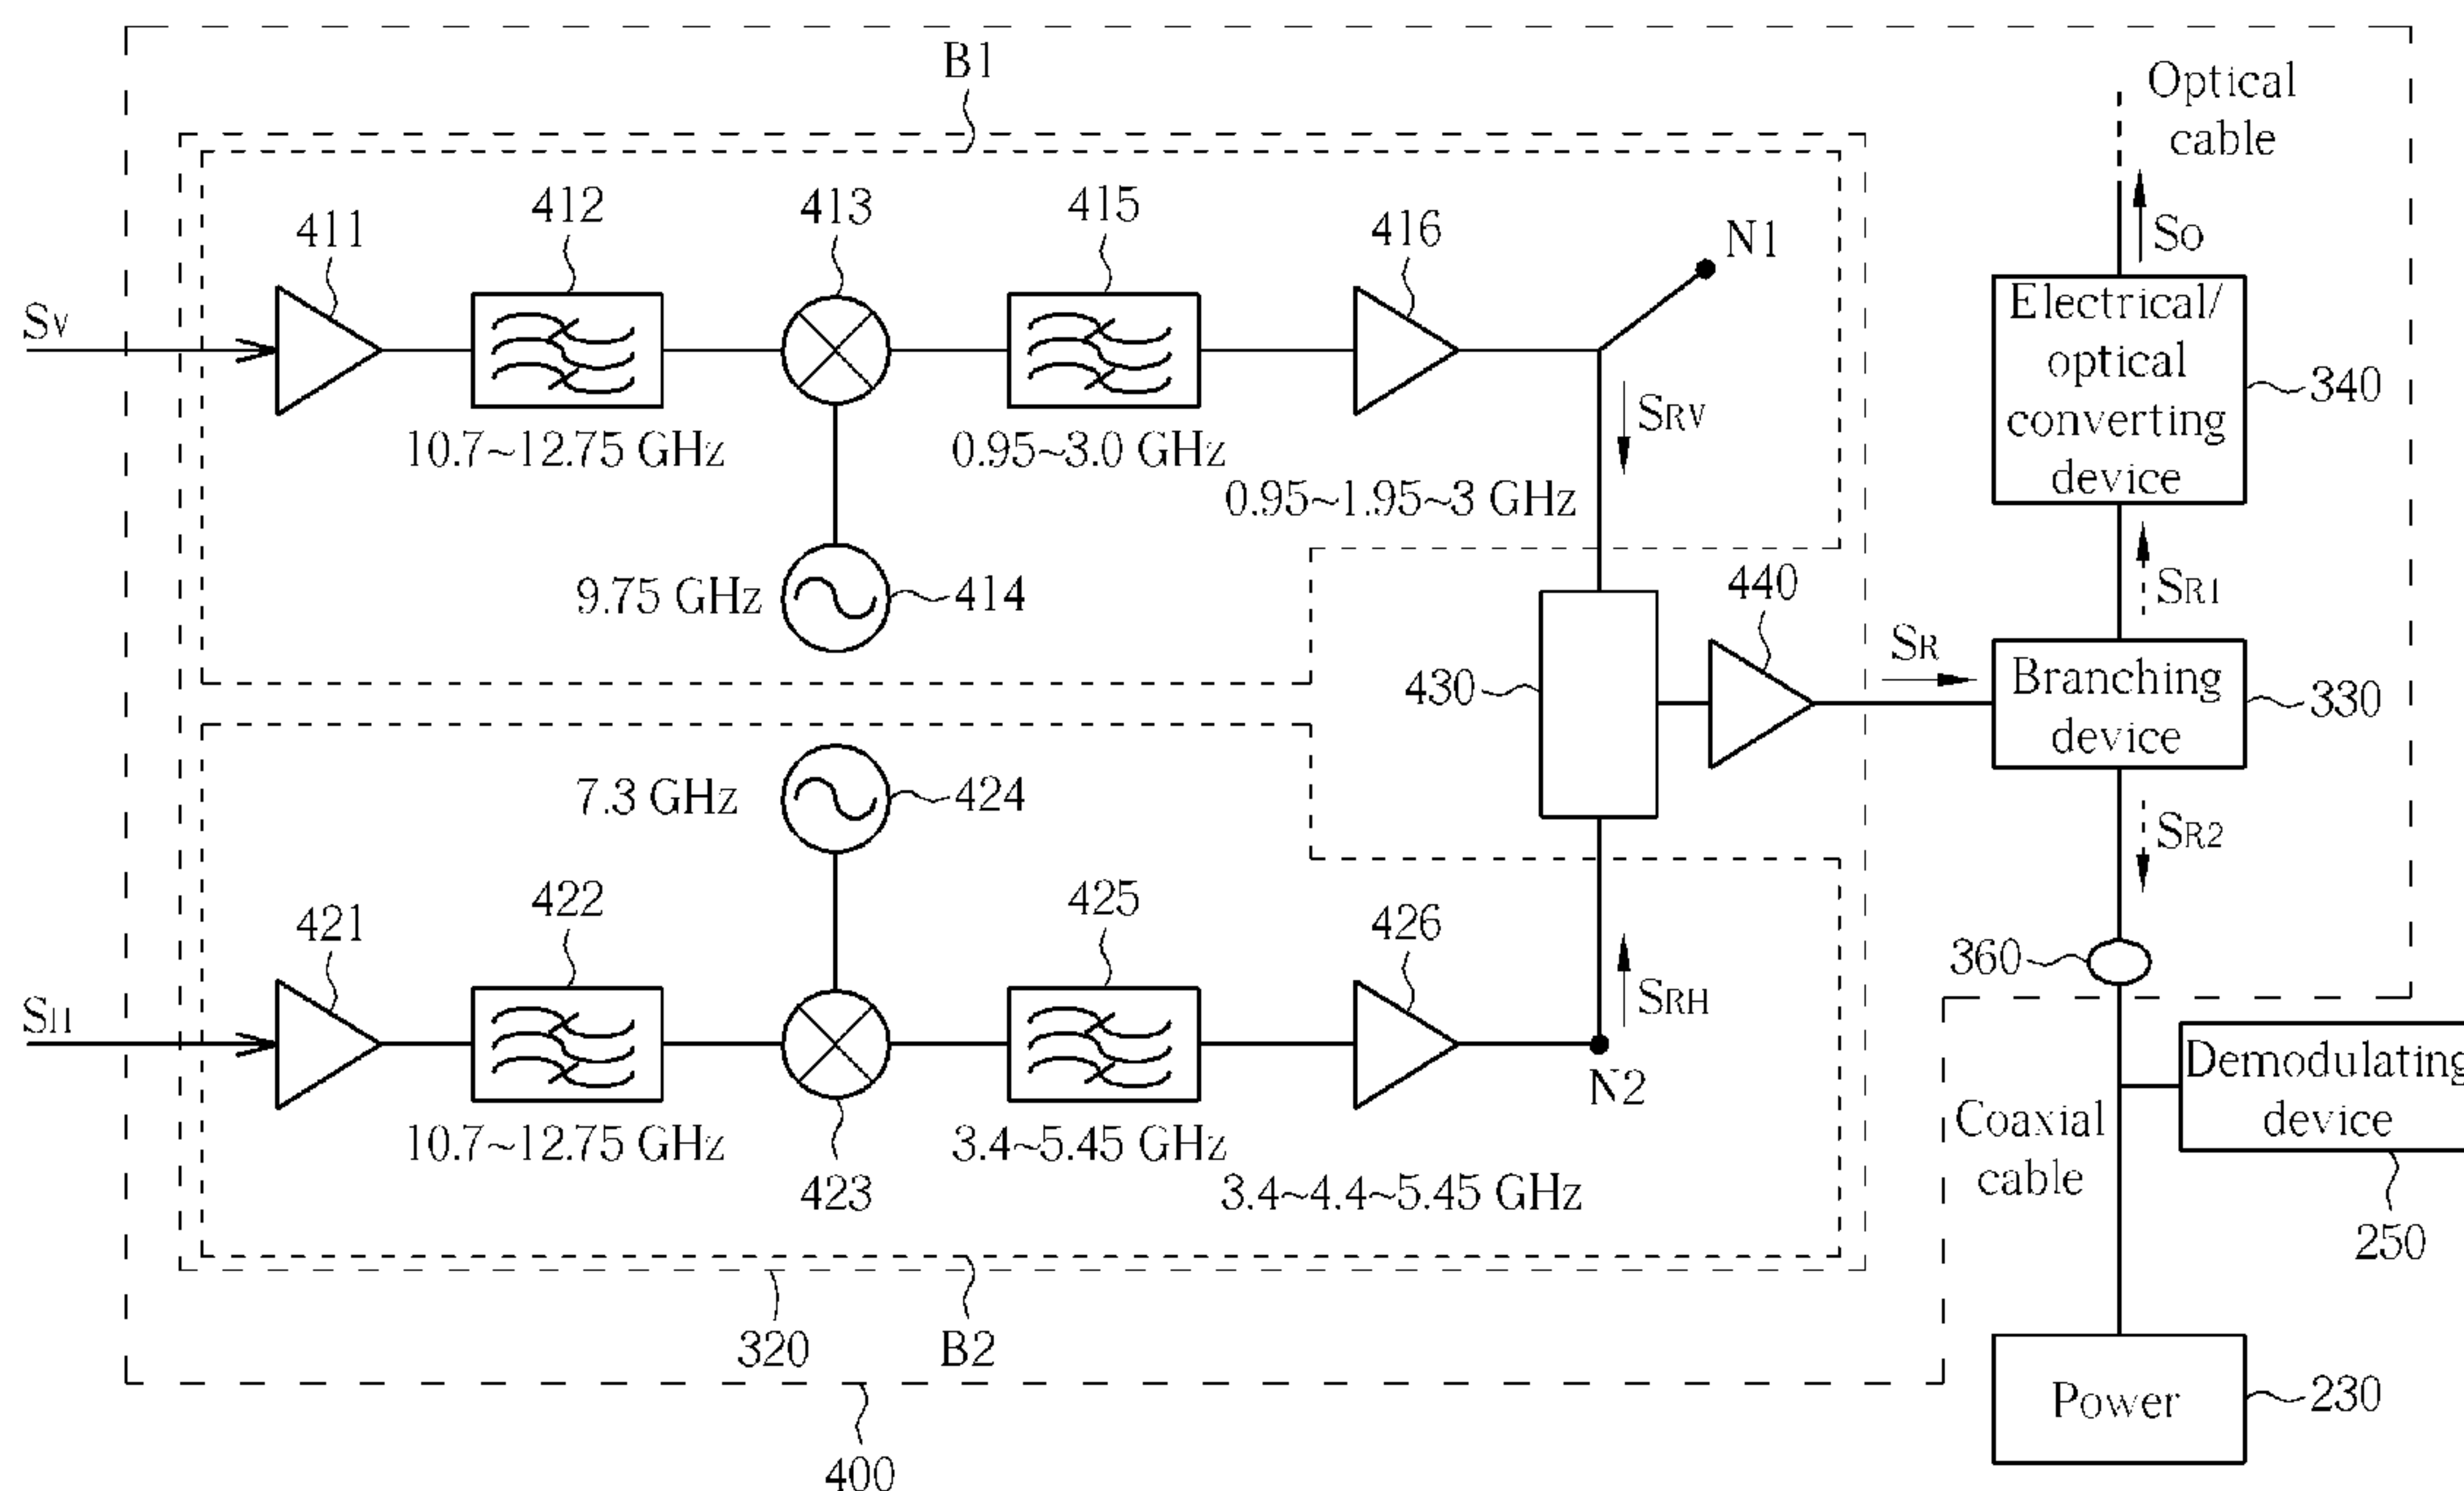 B1
Optical
cable
411
412
413
415
416
N1
SV
SO
10.7~12.75 GHz
0.95~3.0 GHz
SRV
Electrical/
optical
converting
device
340
0.95~1.95~3 GHz
9.75 GHz
414
440
SR1
SR
430
Branching
device
330
7.3 GHz
424
SR2
421
422
425
426
360
SH
SRH
N2
10.7~12.75 GHz
423
3.4~5.45 GHz
3.4~4.4~5.45 GHz
Coaxial
cable
Demodulating
device
250
320
B2
Power
230
400